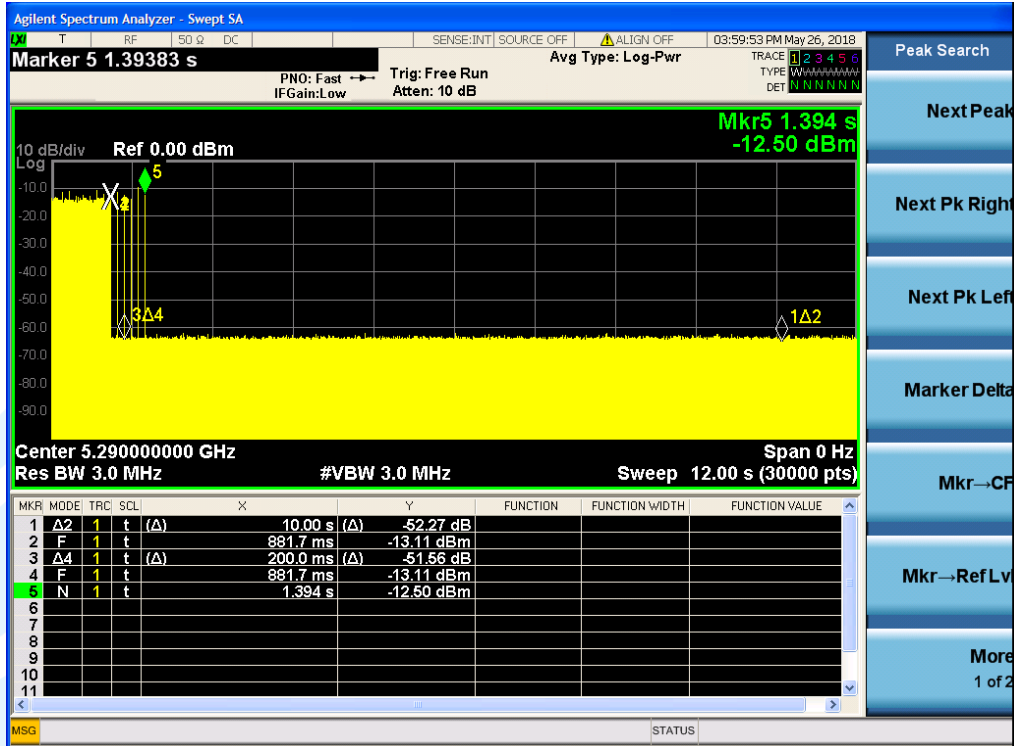 Agilent Spectrum Analyzer - Swept SA
LXI T RF 50 Ω DC SENSE:INT SOURCE OFF ALIGN OFF 03:59:53 PM May 26, 2018
Marker 5 1.39383 s
PNO: Fast
IFGain:Low
Trig: Free Run
Atten: 10 dB
Avg Type: Log-Pwr
TRACE 1 2 3 4 5 6
TYPE W
DET N N N N N N
Mkr5 1.394 s
-12.50 dBm
10 dB/div Ref 0.00 dBm
Log
-10.0
-20.0
-30.0
-40.0
-50.0
-60.0
-70.0
-80.0
-90.0
5
3Δ4
1Δ2
Center 5.290000000 GHz Span 0 Hz
Res BW 3.0 MHz #VBW 3.0 MHz Sweep 12.00 s (30000 pts)
MKR MODE TRC SCL X Y FUNCTION FUNCTION WIDTH FUNCTION VALUE
1 Δ2 1 t (Δ) 10.00 s (Δ) -52.27 dB
2 F 1 t 881.7 ms -13.11 dBm
3 Δ4 1 t (Δ) 200.0 ms (Δ) -51.56 dB
4 F 1 t 881.7 ms -13.11 dBm
5 N 1 t 1.394 s -12.50 dBm
6
7
8
9
10
11
MSG STATUS
Peak Search
Next Peak
Next Pk Right
Next Pk Left
Marker Delta
Mkr→CF
Mkr→Ref Lvl
More
1 of 2